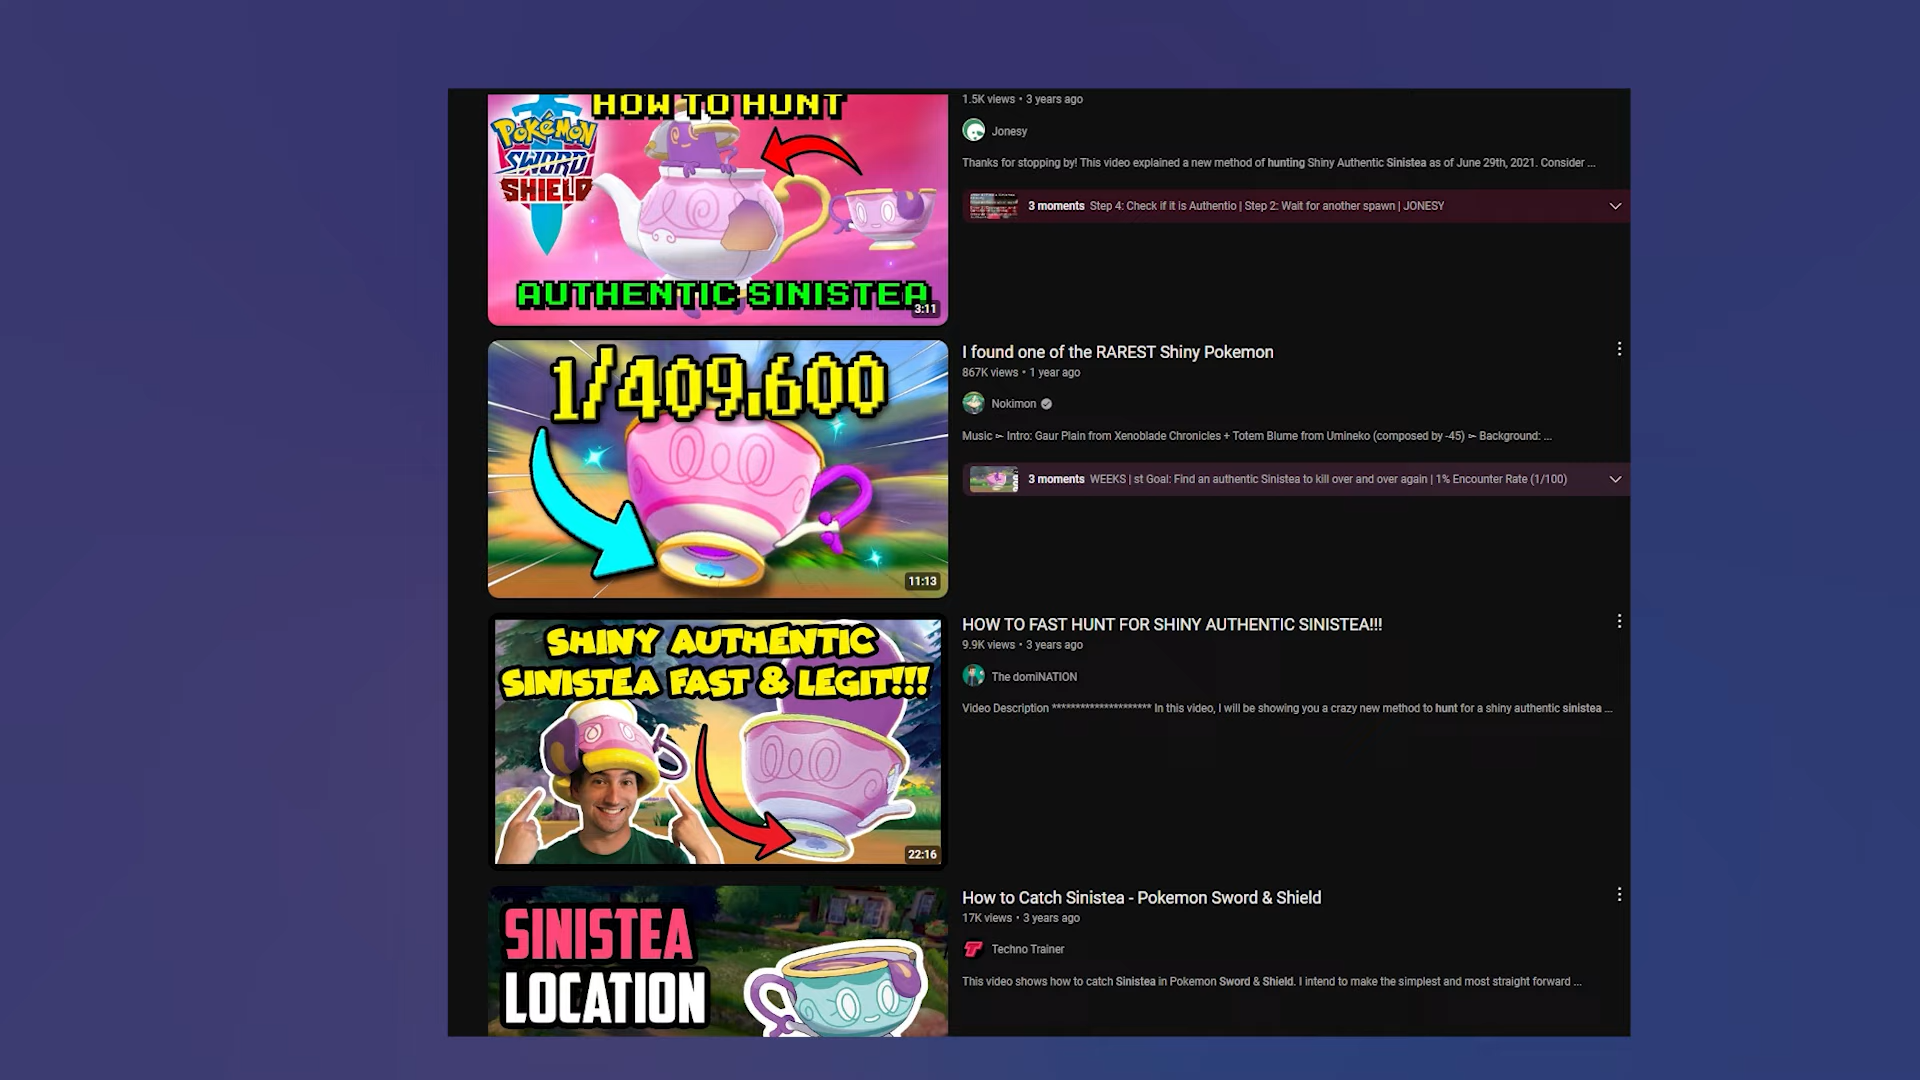 HOW TO HUNT
POKÉMON
SWORD
SHIELD
AUTHENTIC SINISTEA
3:11
1.5K views • 3 years ago
Jonesy
Thanks for stopping by! This video explained a new method of hunting Shiny Authentic Sinistea as of June 29th, 2021. Consider ...
3 moments Step 4: Check if it is Authentio | Step 2: Wait for another spawn | JONESY
1/409,600
11:13
I found one of the RAREST Shiny Pokemon
867K views • 1 year ago
Nokimon
Music ➣ Intro: Gaur Plain from Xenoblade Chronicles + Totem Blume from Umineko (composed by -45) ➣ Background: ...
3 moments WEEKS | st Goal: Find an authentic Sinistea to kill over and over again | 1% Encounter Rate (1/100)
SHINY AUTHENTIC
SINISTEA FAST & LEGIT!!!
22:16
HOW TO FAST HUNT FOR SHINY AUTHENTIC SINISTEA!!!
9.9K views • 3 years ago
The domiNATION
Video Description ********************* In this video, I will be showing you a crazy new method to hunt for a shiny authentic sinistea ...
SINISTEA
LOCATION
How to Catch Sinistea - Pokemon Sword & Shield
17K views • 3 years ago
Techno Trainer
This video shows how to catch Sinistea in Pokemon Sword & Shield. I intend to make the simplest and most straight forward ...